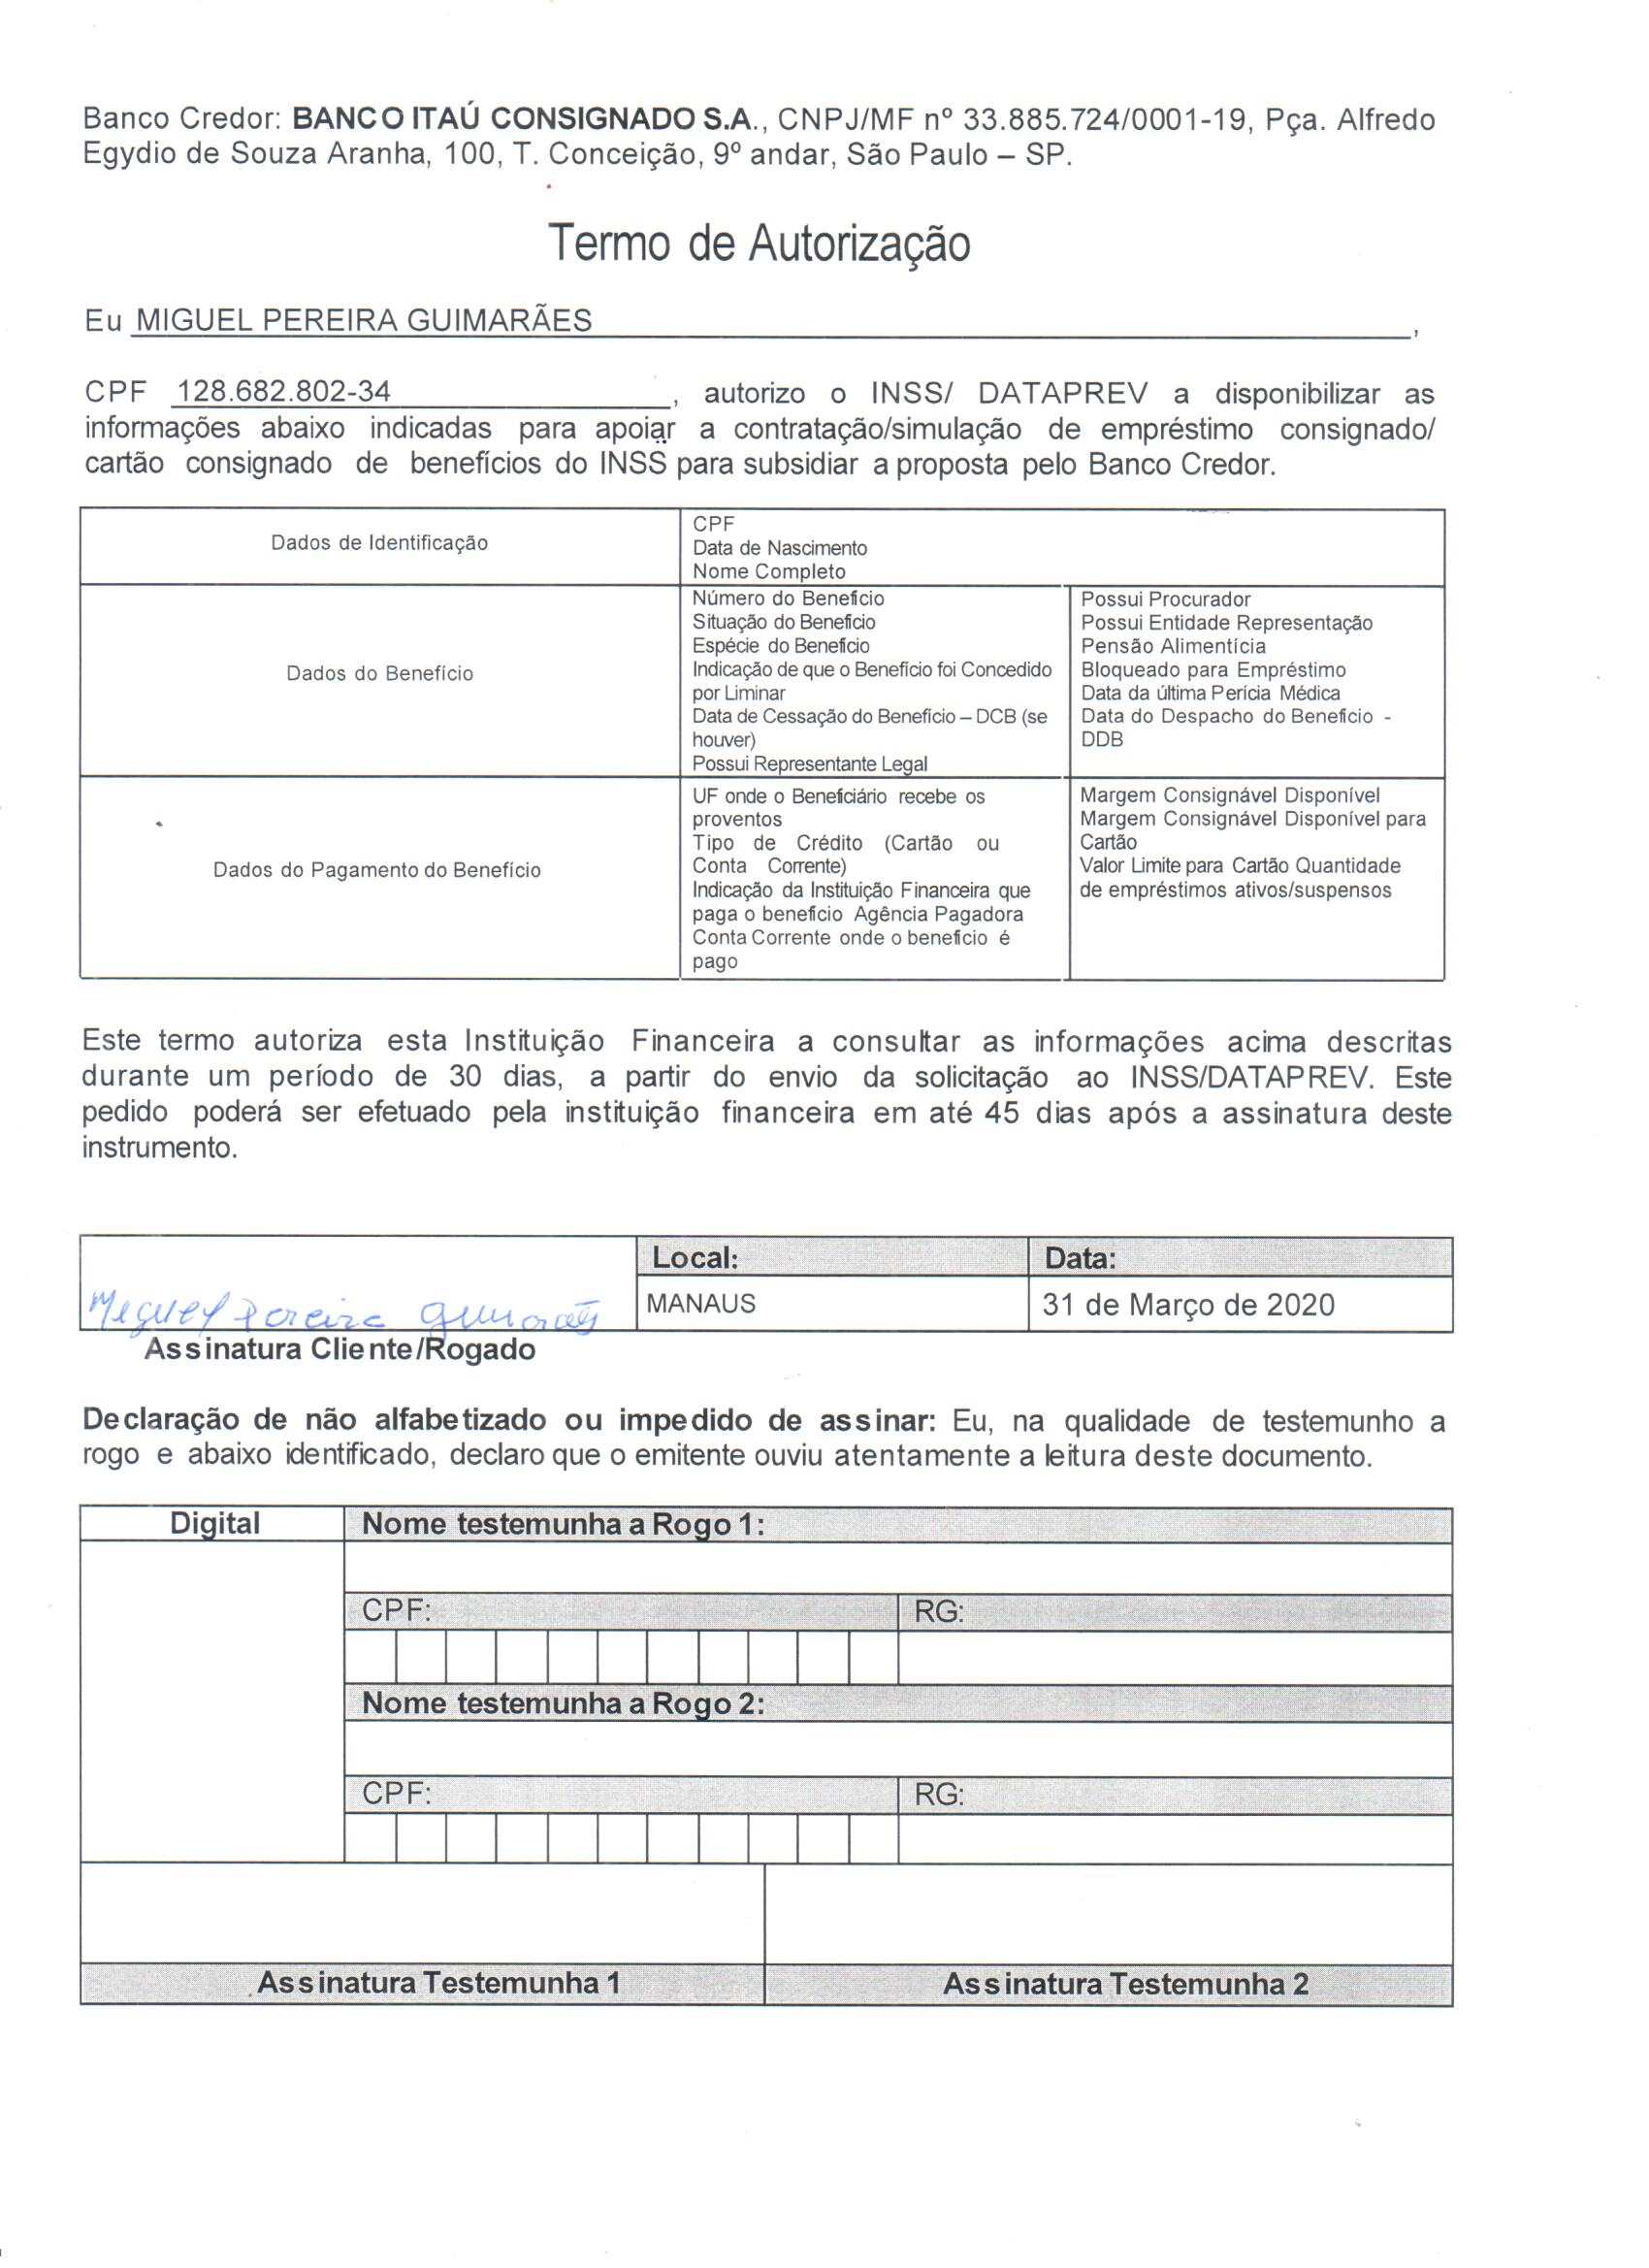 Banco Credor: BANCO ITAÚ CONSIGNADO S.A., CNPJ/MF nº 33.885.724/0001-19, Pça. Alfredo
Egydio de Souza Aranha, 100, T. Conceição, 9º andar, São Paulo – SP.
Termo de Autorização
Eu MIGUEL PEREIRA GUIMARÃES,
CPF 128.682.802-34, autorizo o INSS/ DATAPREV a disponibilizar as
informações abaixo indicadas para apoiar a contratação/simulação de empréstimo consignado/
cartão consignado de benefícios do INSS para subsidiar a proposta pelo Banco Credor.
Dados de Identificação
CPF
Data de Nascimento
Nome Completo
Dados do Benefício
Número do Benefício
Situação do Benefício
Espécie do Benefício
Indicação de que o Benefício foi Concedido
por Liminar
Data de Cessação do Benefício – DCB (se
houver)
Possui Representante Legal
Possui Procurador
Possui Entidade Representação
Pensão Alimentícia
Bloqueado para Empréstimo
Data da última Perícia Médica
Data do Despacho do Benefício -
DDB
Dados do Pagamento do Benefício
UF onde o Beneficiário recebe os
proventos
Tipo de Crédito (Cartão ou
Conta Corrente)
Indicação da Instituição Financeira que
paga o benefício Agência Pagadora
Conta Corrente onde o benefício é
pago
Margem Consignável Disponível
Margem Consignável Disponível para
Cartão
Valor Limite para Cartão Quantidade
de empréstimos ativos/suspensos
Este termo autoriza esta Instituição Financeira a consultar as informações acima descritas
durante um período de 30 dias, a partir do envio da solicitação ao INSS/DATAPREV. Este
pedido poderá ser efetuado pela instituição financeira em até 45 dias após a assinatura deste
instrumento.
Local:
Data:
Miguel Pereira Guimarães
MANAUS
31 de Março de 2020
Assinatura Cliente/Rogado
Declaração de não alfabetizado ou impedido de assinar: Eu, na qualidade de testemunho a
rogo e abaixo identificado, declaro que o emitente ouviu atentamente a leitura deste documento.
Digital
Nome testemunha a Rogo 1:
CPF:
RG:
Nome testemunha a Rogo 2:
CPF:
RG:
Assinatura Testemunha 1
Assinatura Testemunha 2